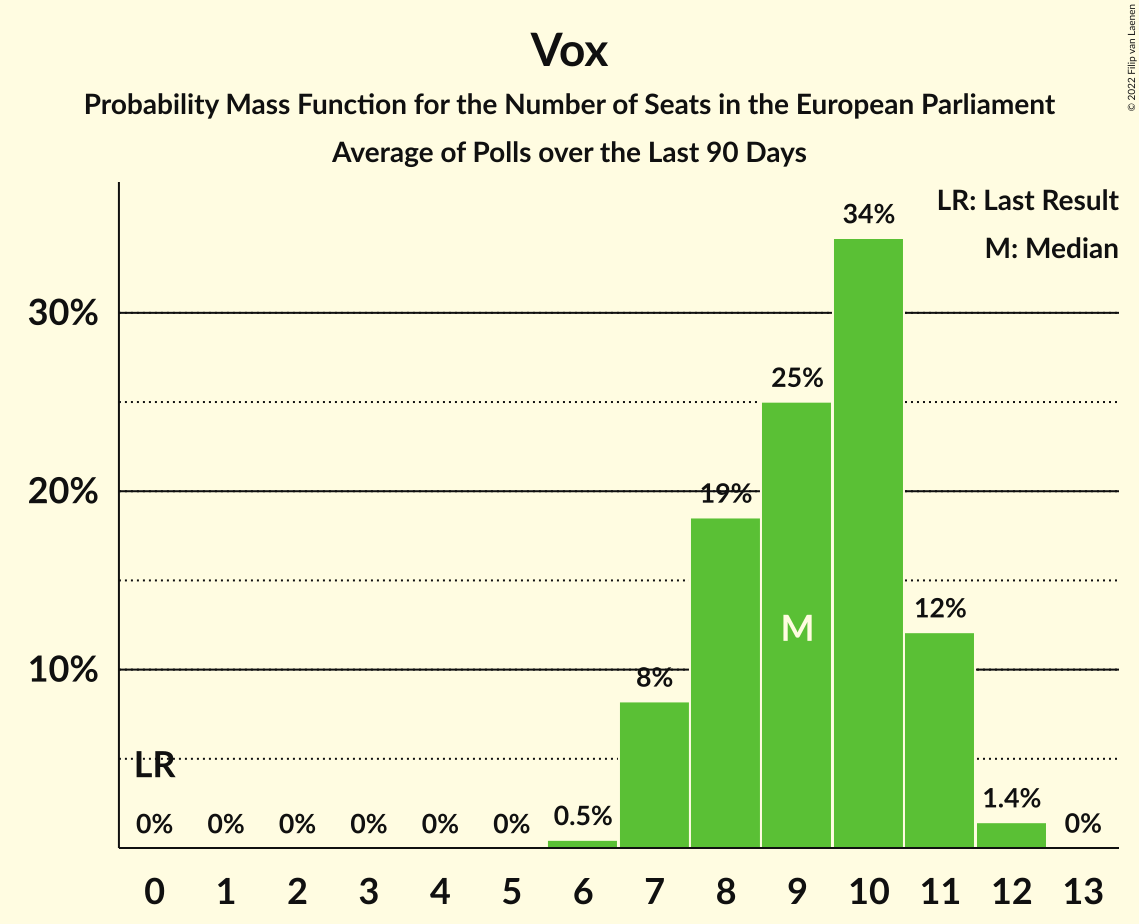 Vox
Probability Mass Function for the Number of Seats in the European Parliament
Average of Polls over the Last 90 Days
© 2022 Filip van Laenen
LR: Last Result
M: Median
34%
30%
25%
20%
19%
M
12%
10%
8%
LR
0% 0% 0% 0% 0% 0% 0.5% 1.4% 0%
0 1 2 3 4 5 6 7 8 9 10 11 12 13